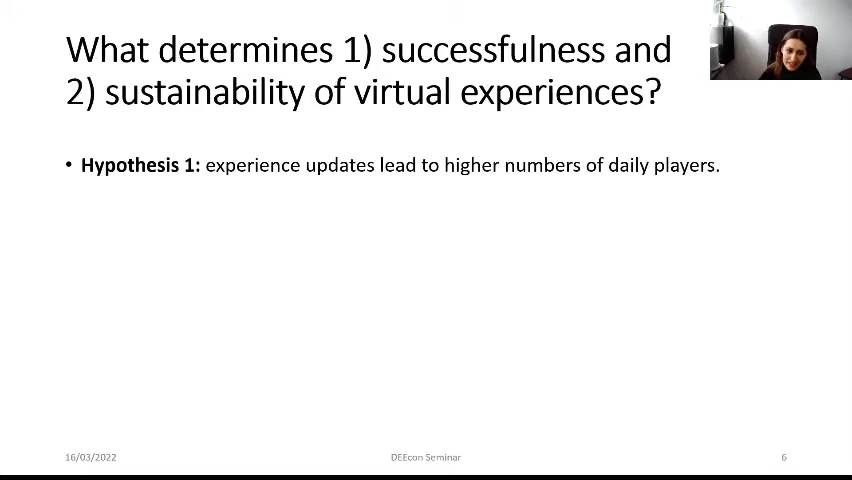 What determines 1) successfulness and
2) sustainability of virtual experiences?
• Hypothesis 1: experience updates lead to higher numbers of daily players.
16/03/2022
DEEcon Seminar
6